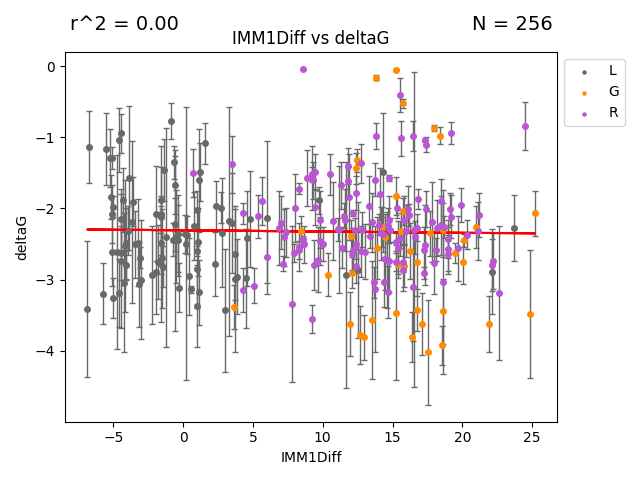 r^2 = 0.00
N = 256
IMM1Diff vs deltaG
L
G
R
0
−1
−2
−3
−4
deltaG
−5
0
5
10
15
20
25
IMM1Diff